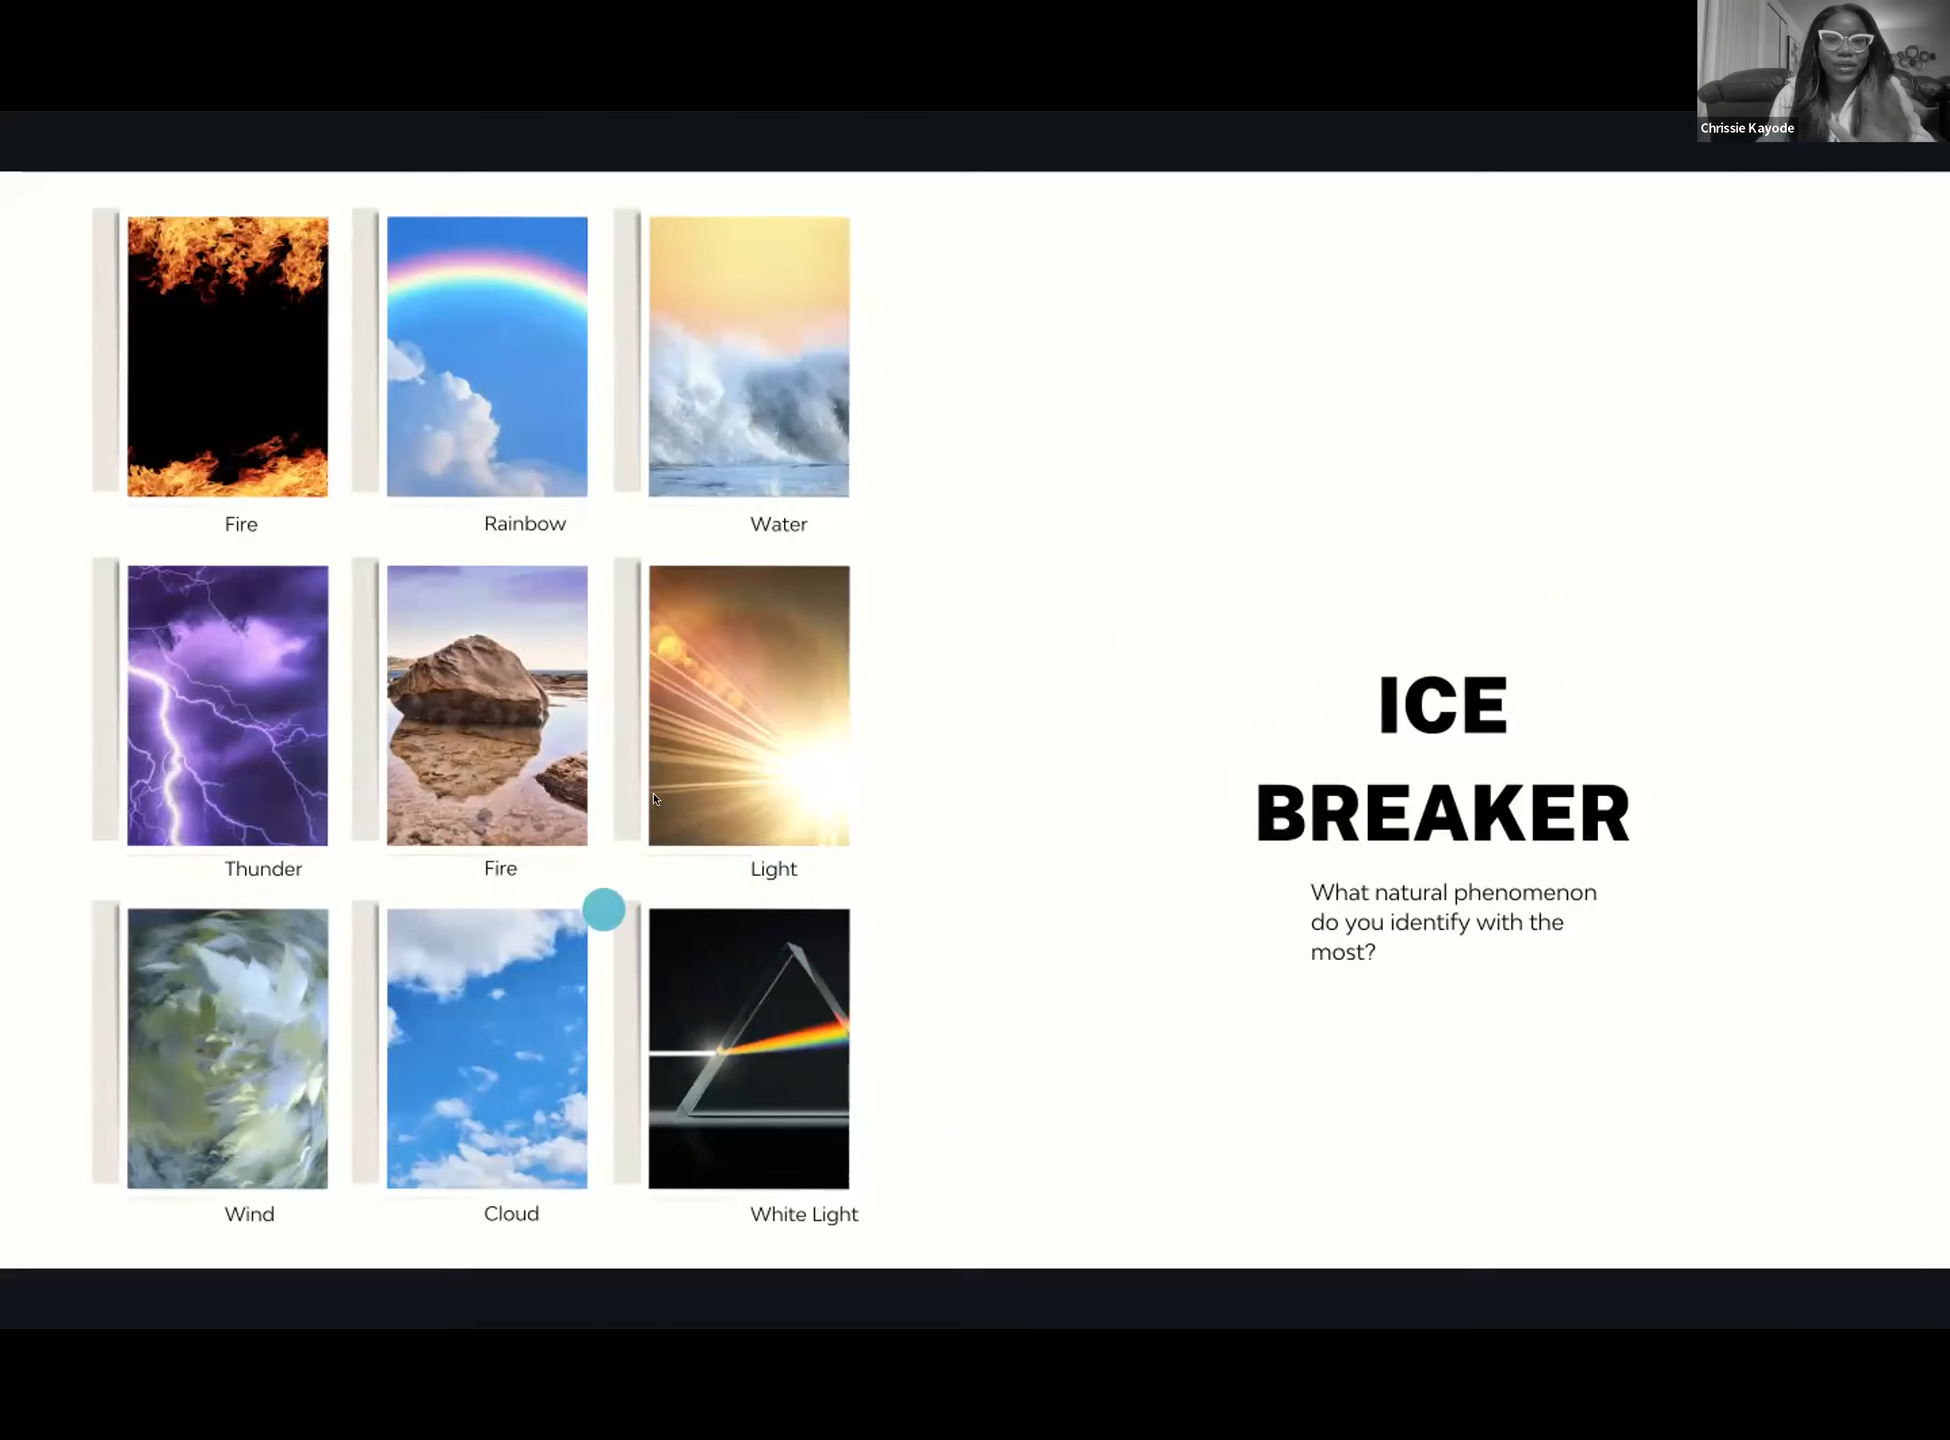 Chrissie Kayode
Fire
Rainbow
Water
Thunder
Fire
Light
Wind
Cloud
White Light
ICE
BREAKER
What natural phenomenon
do you identify with the
most?